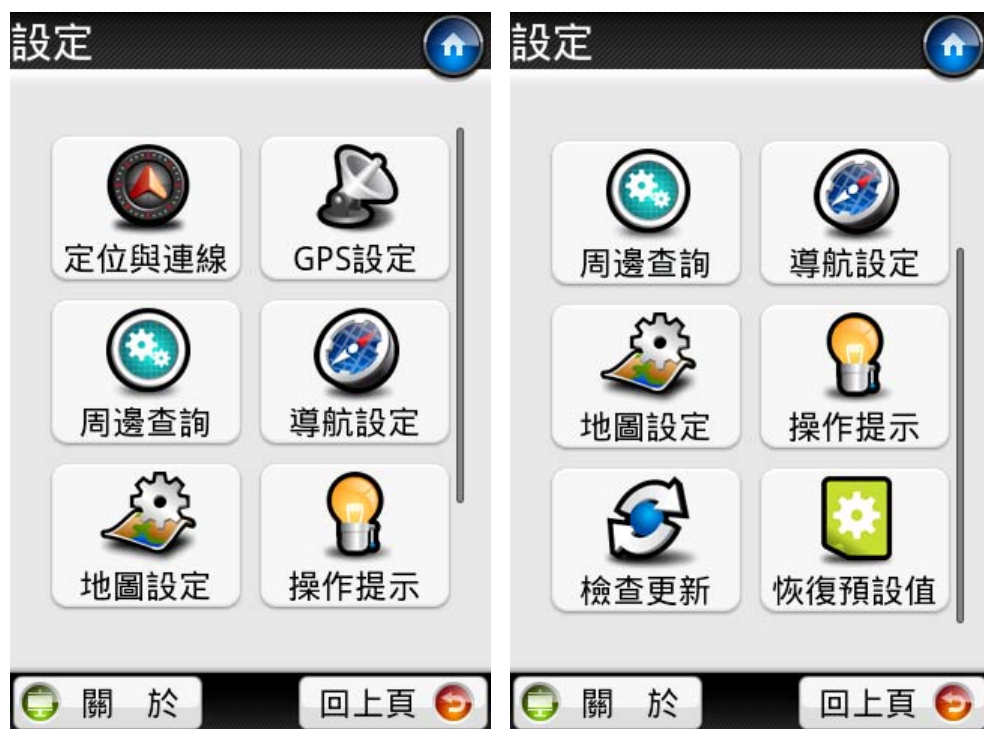 設定
定位與連線
GPS設定
周邊查詢
導航設定
地圖設定
操作提示
關 於
回上頁
設定
周邊查詢
導航設定
地圖設定
操作提示
檢查更新
恢復預設值
關 於
回上頁